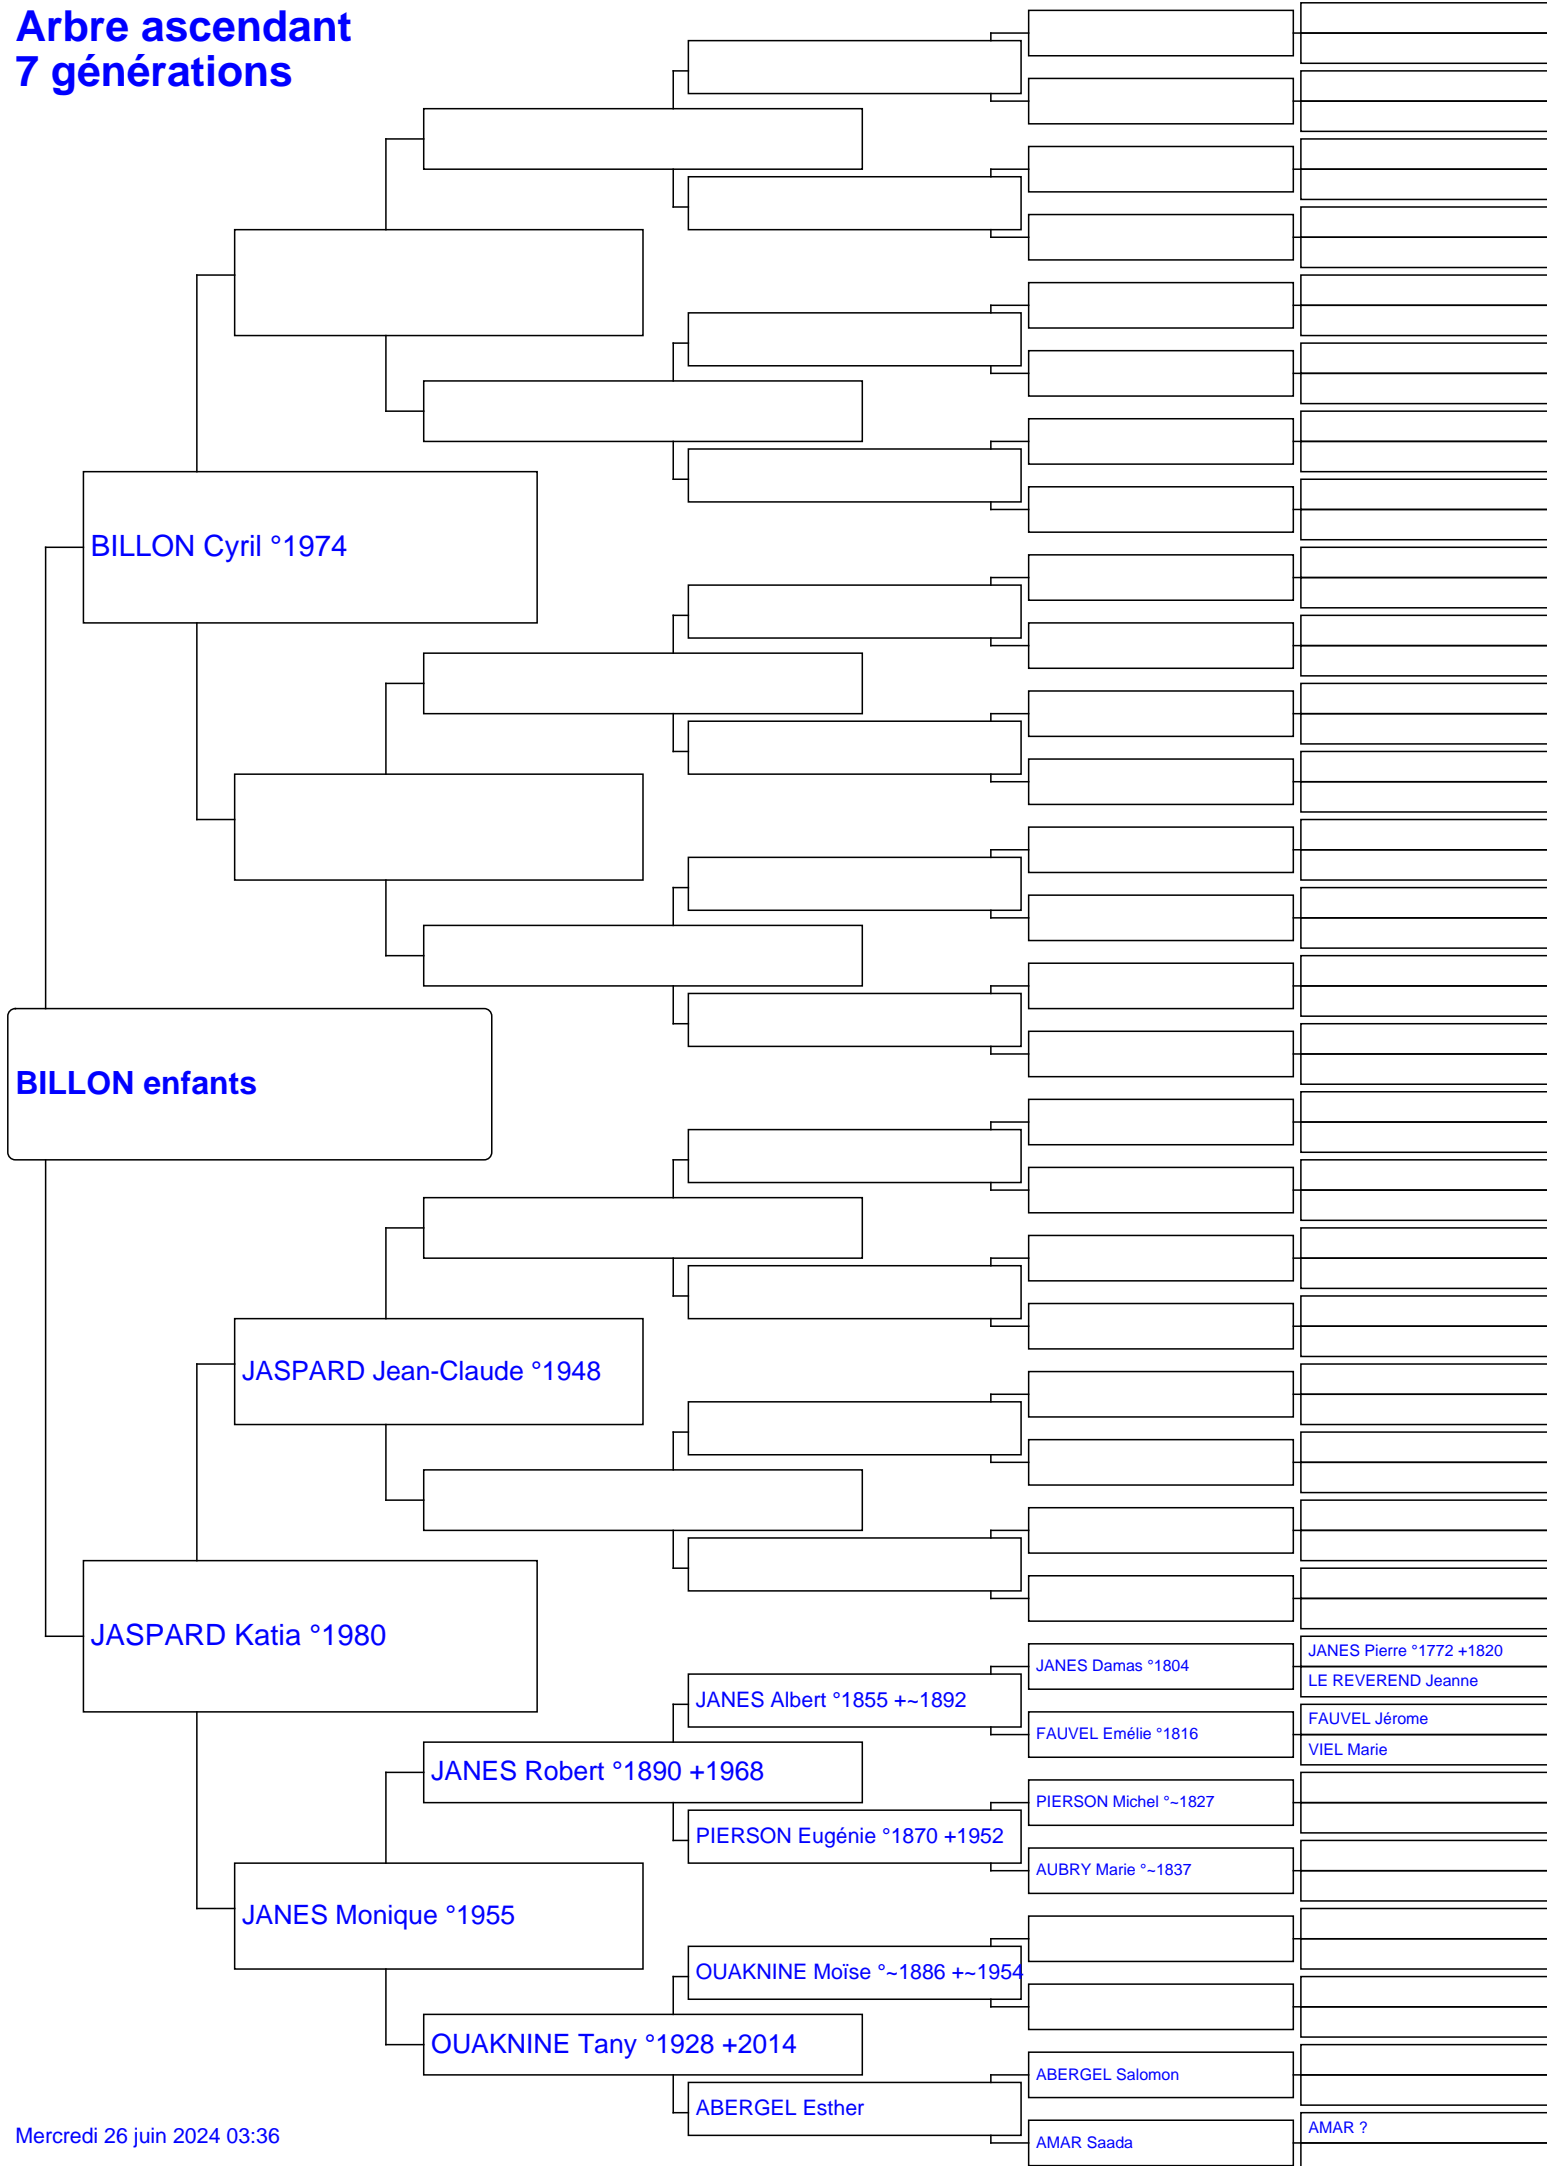 Arbre ascendant
7 générations
BILLON Cyril °1974
BILLON enfants
JASPARD Jean-Claude °1948
JASPARD Katia °1980
JANES Damas °1804
JANES Pierre °1772 +1820
LE REVEREND Jeanne
JANES Albert °1855 +~1892
FAUVEL Emélie °1816
FAUVEL Jérome
VIEL Marie
JANES Robert °1890 +1968
PIERSON Michel °~1827
PIERSON Eugénie °1870 +1952
AUBRY Marie °~1837
JANES Monique °1955
OUAKNINE Moïse °~1886 +~1954
OUAKNINE Tany °1928 +2014
ABERGEL Salomon
ABERGEL Esther
AMAR Saada
AMAR ?
Mercredi 26 juin 2024 03:36